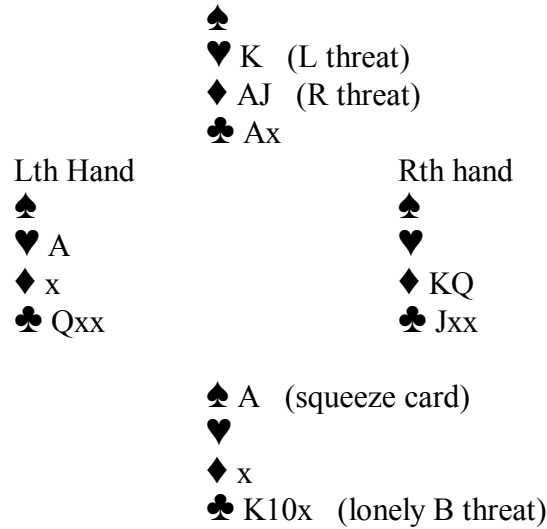 ♠
♥ K (L threat)
♦ AJ (R threat)
♣ Ax
Lth Hand Rth hand
♠ ♠
♥ A ♥
♦ x ♦ KQ
♣ Qxx ♣ Jxx
♠ A (squeeze card)
♥
♦ x
♣ K10x (lonely B threat)